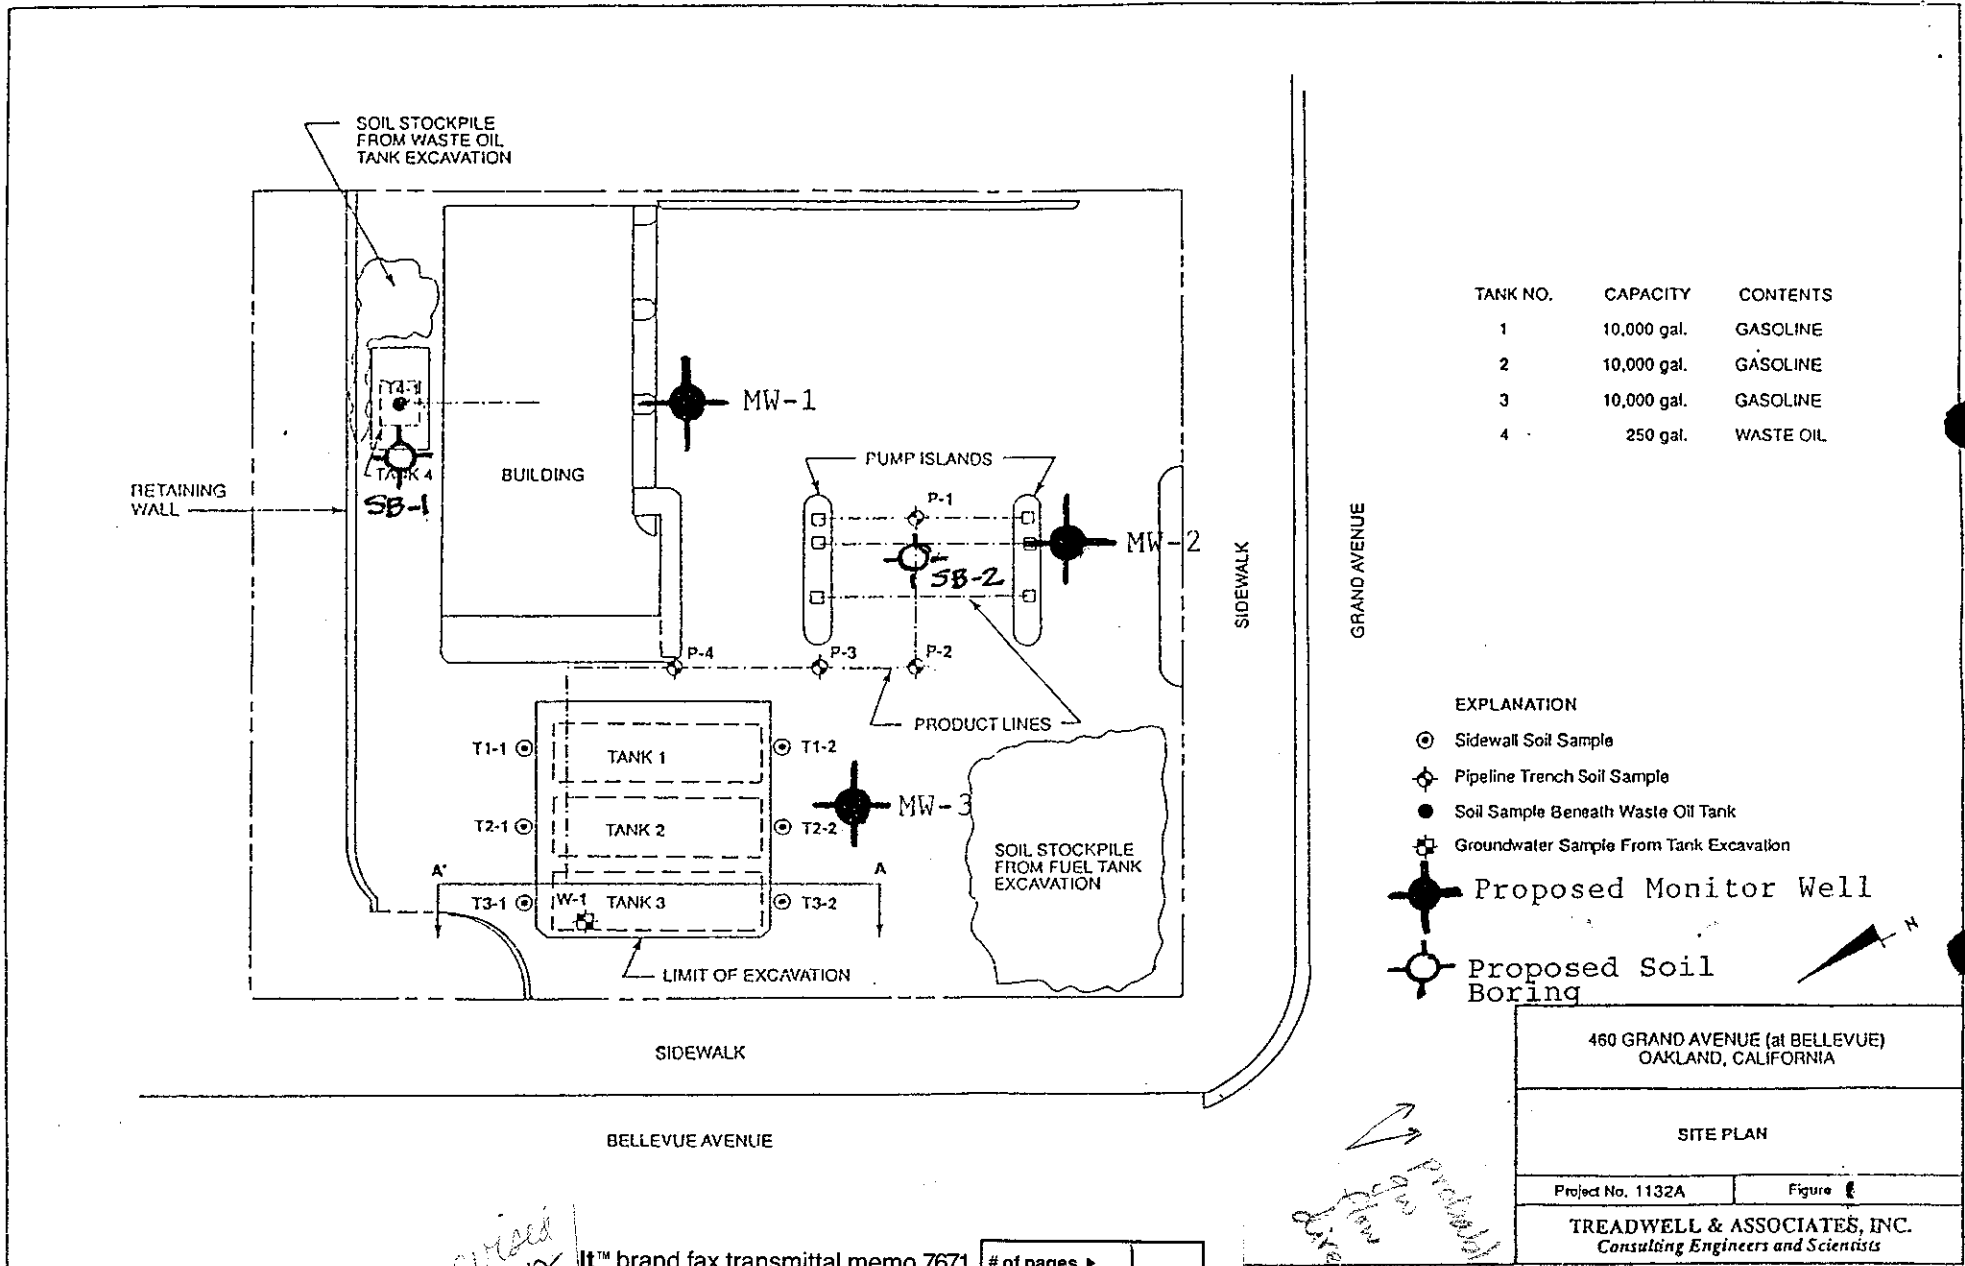 SOIL STOCKPILE
FROM WASTE OIL
TANK EXCAVATION
TANK NO. CAPACITY CONTENTS
1 10,000 gal. GASOLINE
2 10,000 gal. GASOLINE
3 10,000 gal. GASOLINE
4 250 gal. WASTE OIL
MW-1
TANK 4
SB-1
BUILDING
RETAINING
WALL
PUMP ISLANDS
P-1
MW-2
SB-2
SIDEWALK
GRAND AVENUE
P-4
P-3
P-2
PRODUCT LINES
T1-1
TANK 1
T1-2
T2-1
TANK 2
T2-2
MW-3
SOIL STOCKPILE
FROM FUEL TANK
EXCAVATION
A'
A
T3-1
W-1
TANK 3
T3-2
LIMIT OF EXCAVATION
EXPLANATION
Sidewall Soil Sample
Pipeline Trench Soil Sample
Soil Sample Beneath Waste Oil Tank
Groundwater Sample From Tank Excavation
Proposed Monitor Well
Proposed Soil
Boring
N
SIDEWALK
BELLEVUE AVENUE
460 GRAND AVENUE (at BELLEVUE)
OAKLAND, CALIFORNIA
SITE PLAN
Project No. 1132A Figure
TREADWELL & ASSOCIATES, INC.
Consulting Engineers and Scientists
It™ brand fax transmittal memo 7671 # of pages ▸